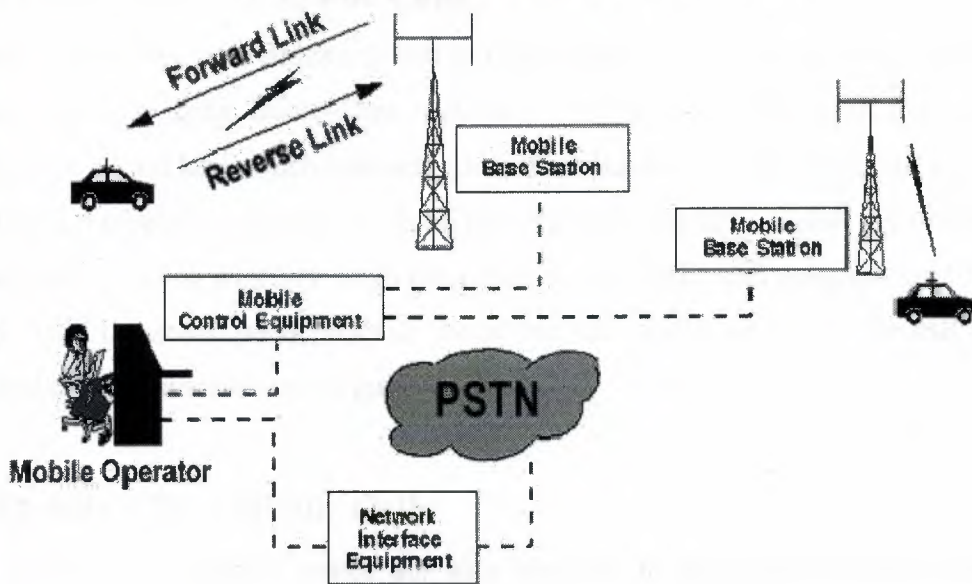 Forward Link
Reverse Link
Mobile
Base Station
Mobile
Base Station
Mobile
Control Equipment
PSTN
Mobile Operator
Network
Interface
Equipment